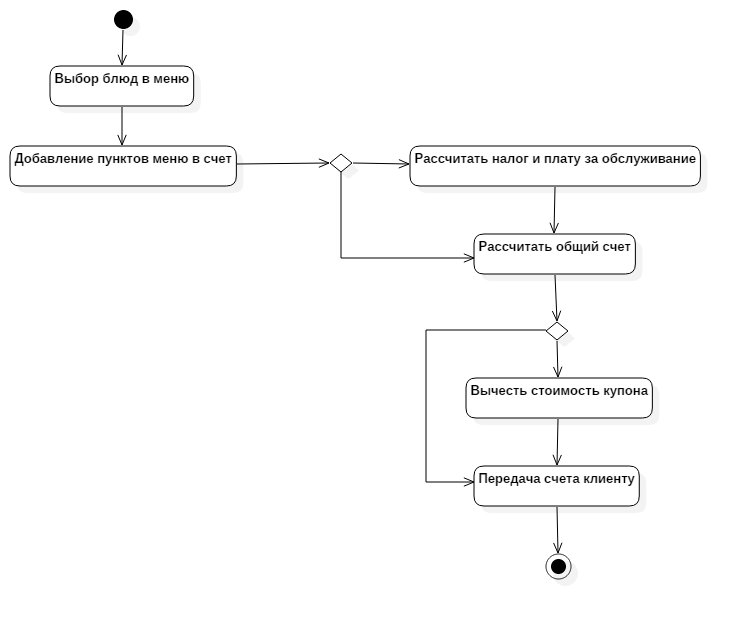 Выбор блюд в меню
Добавление пунктов меню в счет
Рассчитать налог и плату за обслуживание
Рассчитать общий счет
Вычесть стоимость купона
Передача счета клиенту